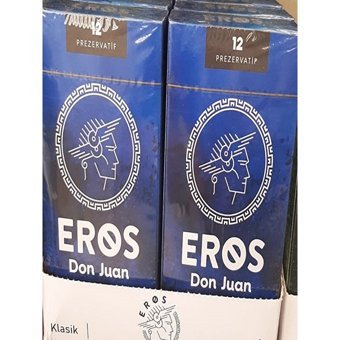 12
PREZERVATİF
EROS
Don Juan
12
PREZERVATİF
EROS
Don Juan
Klasik
EROS